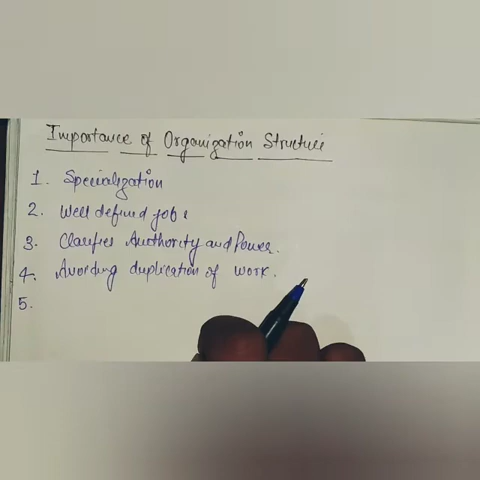 Importance of Organization Structure
1. Specialization
2. Well defined jobs
3. Clarifies Authority and Power.
4. Avoiding duplication of work.
5.